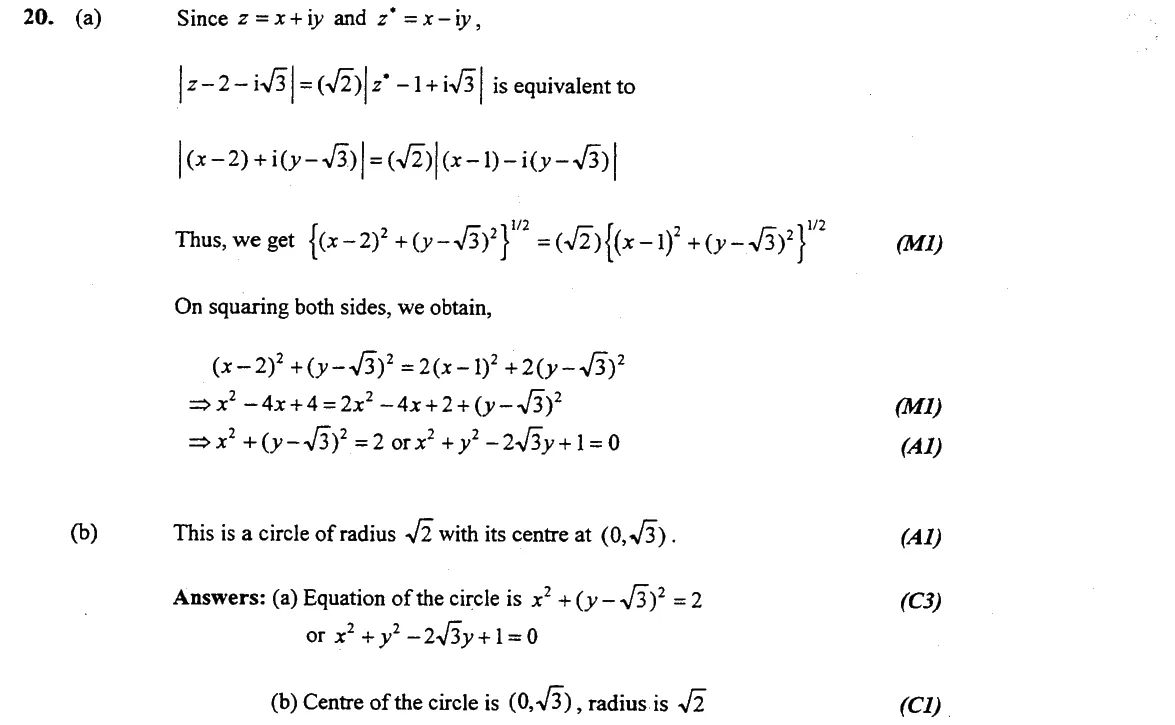 20. (a) Since z = x + iy and z* = x − iy,
|z − 2 − i√3| = (√2)|z* − 1 + i√3| is equivalent to
|(x − 2) + i(y − √3)| = (√2)|(x − 1) − i(y − √3)|
Thus, we get {(x − 2)² + (y − √3)²}^1/2 = (√2){(x − 1)² + (y − √3)²}^1/2 (M1)
On squaring both sides, we obtain,
(x − 2)² + (y − √3)² = 2(x − 1)² + 2(y − √3)²
⇒ x² − 4x + 4 = 2x² − 4x + 2 + (y − √3)² (M1)
⇒ x² + (y − √3)² = 2 or x² + y² − 2√3y + 1 = 0 (A1)
(b) This is a circle of radius √2 with its centre at (0, √3). (A1)
Answers: (a) Equation of the circle is x² + (y − √3)² = 2 (C3)
or x² + y² − 2√3y + 1 = 0
(b) Centre of the circle is (0, √3), radius is √2 (C1)